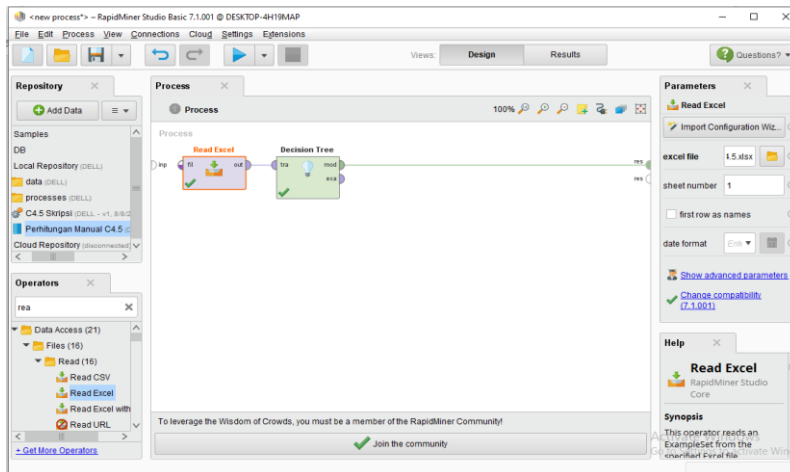 <new process*> – RapidMiner Studio Basic 7.1.001 @ DESKTOP-4H19MAP
File Edit Process View Connections Cloud Settings Extensions
Views: Design Results Questions?
Repository
Add Data
Samples
DB
Local Repository (DELL)
data (DELL)
processes (DELL)
C4.5 Skripsi (DELL - v1, 8/8/2
Perhitungan Manual C4.5
Cloud Repository (disconnected)
Operators
rea
Data Access (21)
Files (16)
Read (16)
Read CSV
Read Excel
Read Excel with
Read URL
Get More Operators
Process
Process
100%
Process
Read Excel
Decision Tree
inp
fil
out
tra
mod
exa
res
res
To leverage the Wisdom of Crowds, you must be a member of the RapidMiner Community!
Join the community
Parameters
Read Excel
Import Configuration Wiz...
excel file
.5.xlsx
sheet number
1
first row as names
date format
Show advanced parameters
Change compatibility
(7.1.001)
Help
Read Excel
RapidMiner Studio
Core
Synopsis
This operator reads an
ExampleSet from the
specified Excel file.
Activate Windows